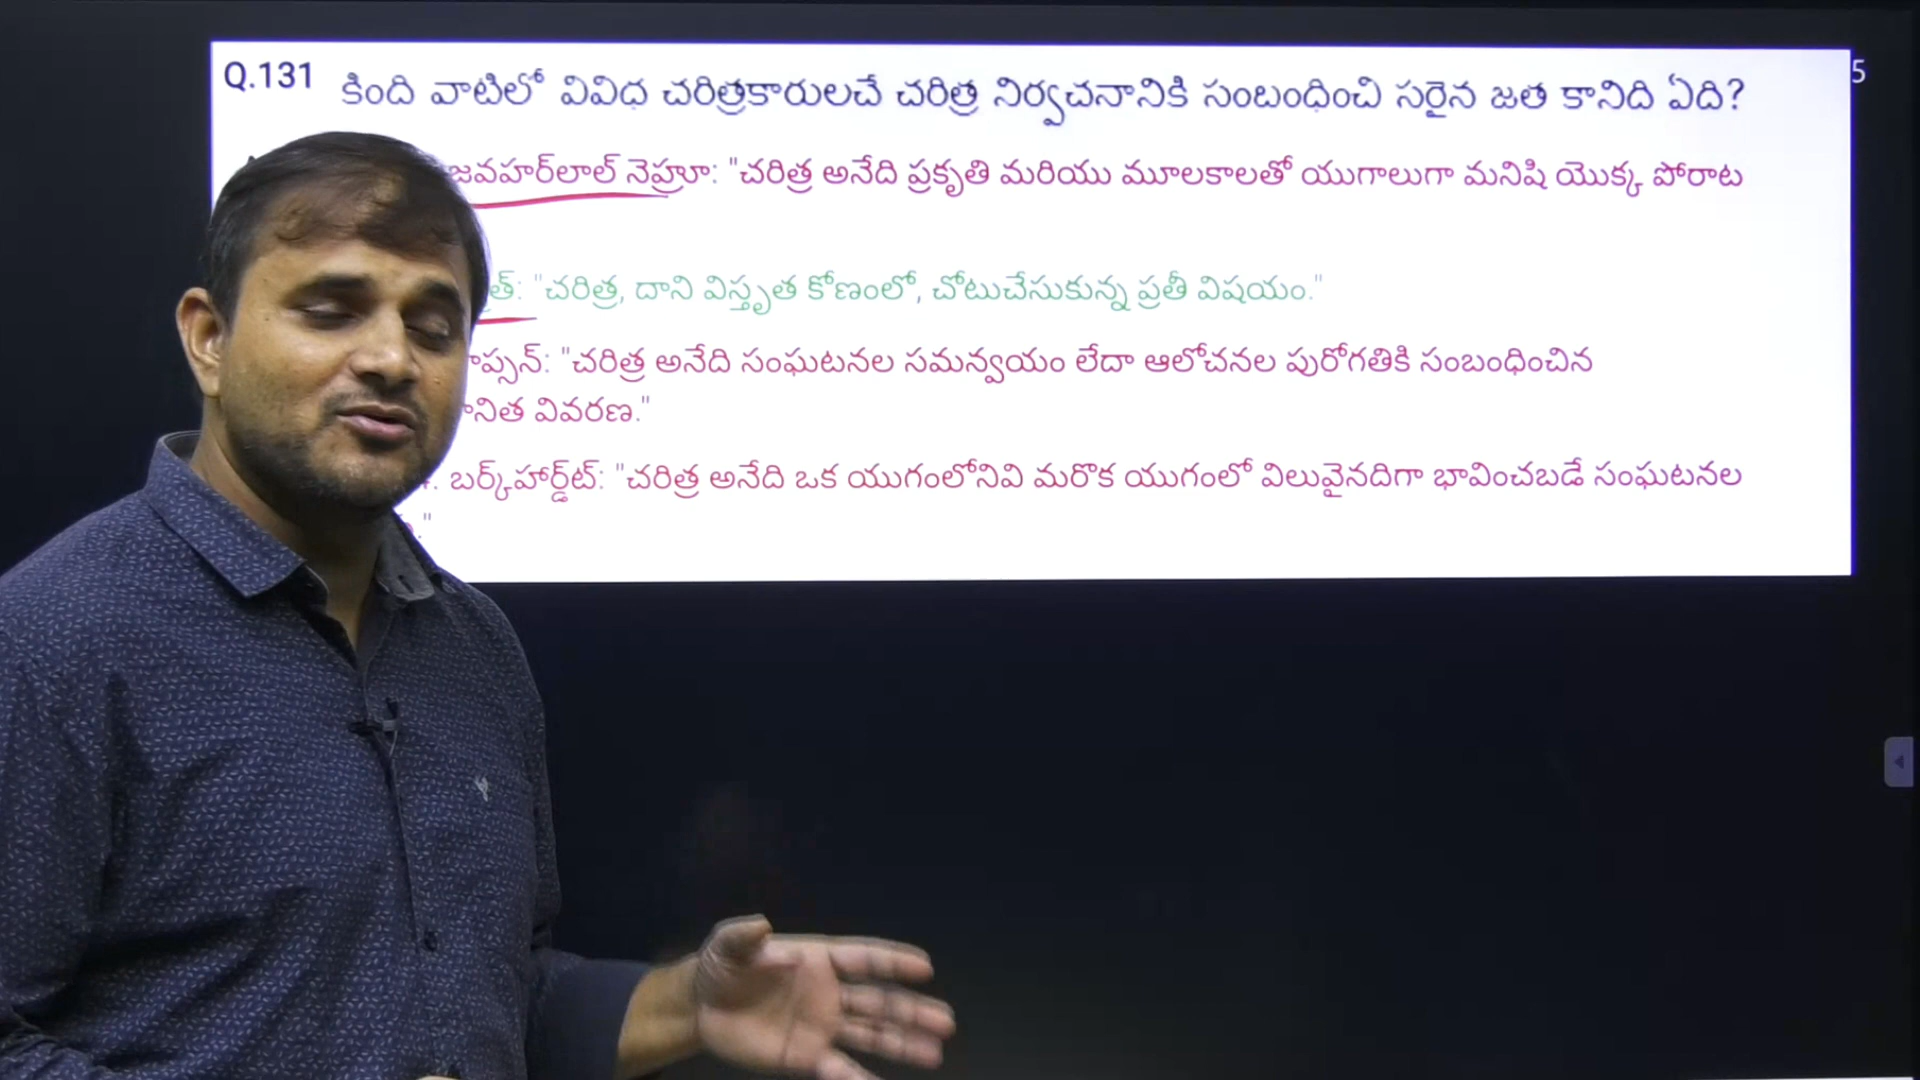 5
Q.131 కింది వాటిలో వివిధ చరిత్రకారులచే చరిత్ర నిర్వచనానికి సంబంధించి సరైన జత కానిది ఏది?
జవహర్‌లాల్ నెహ్రూ: "చరిత్ర అనేది ప్రకృతి మరియు మూలకాలతో యుగాలుగా మనిషి యొక్క పోరాట
"చరిత్ర, దాని విస్తృత కోణంలో, చోటుచేసుకున్న ప్రతీ విషయం."
"చరిత్ర అనేది సంఘటనల సమన్వయం లేదా ఆలోచనల పురోగతికి సంబంధించిన
వివరణ."
బర్క్‌హార్డ్ట్: "చరిత్ర అనేది ఒక యుగంలోనివి మరొక యుగంలో విలువైనదిగా భావించబడే సంఘటనల